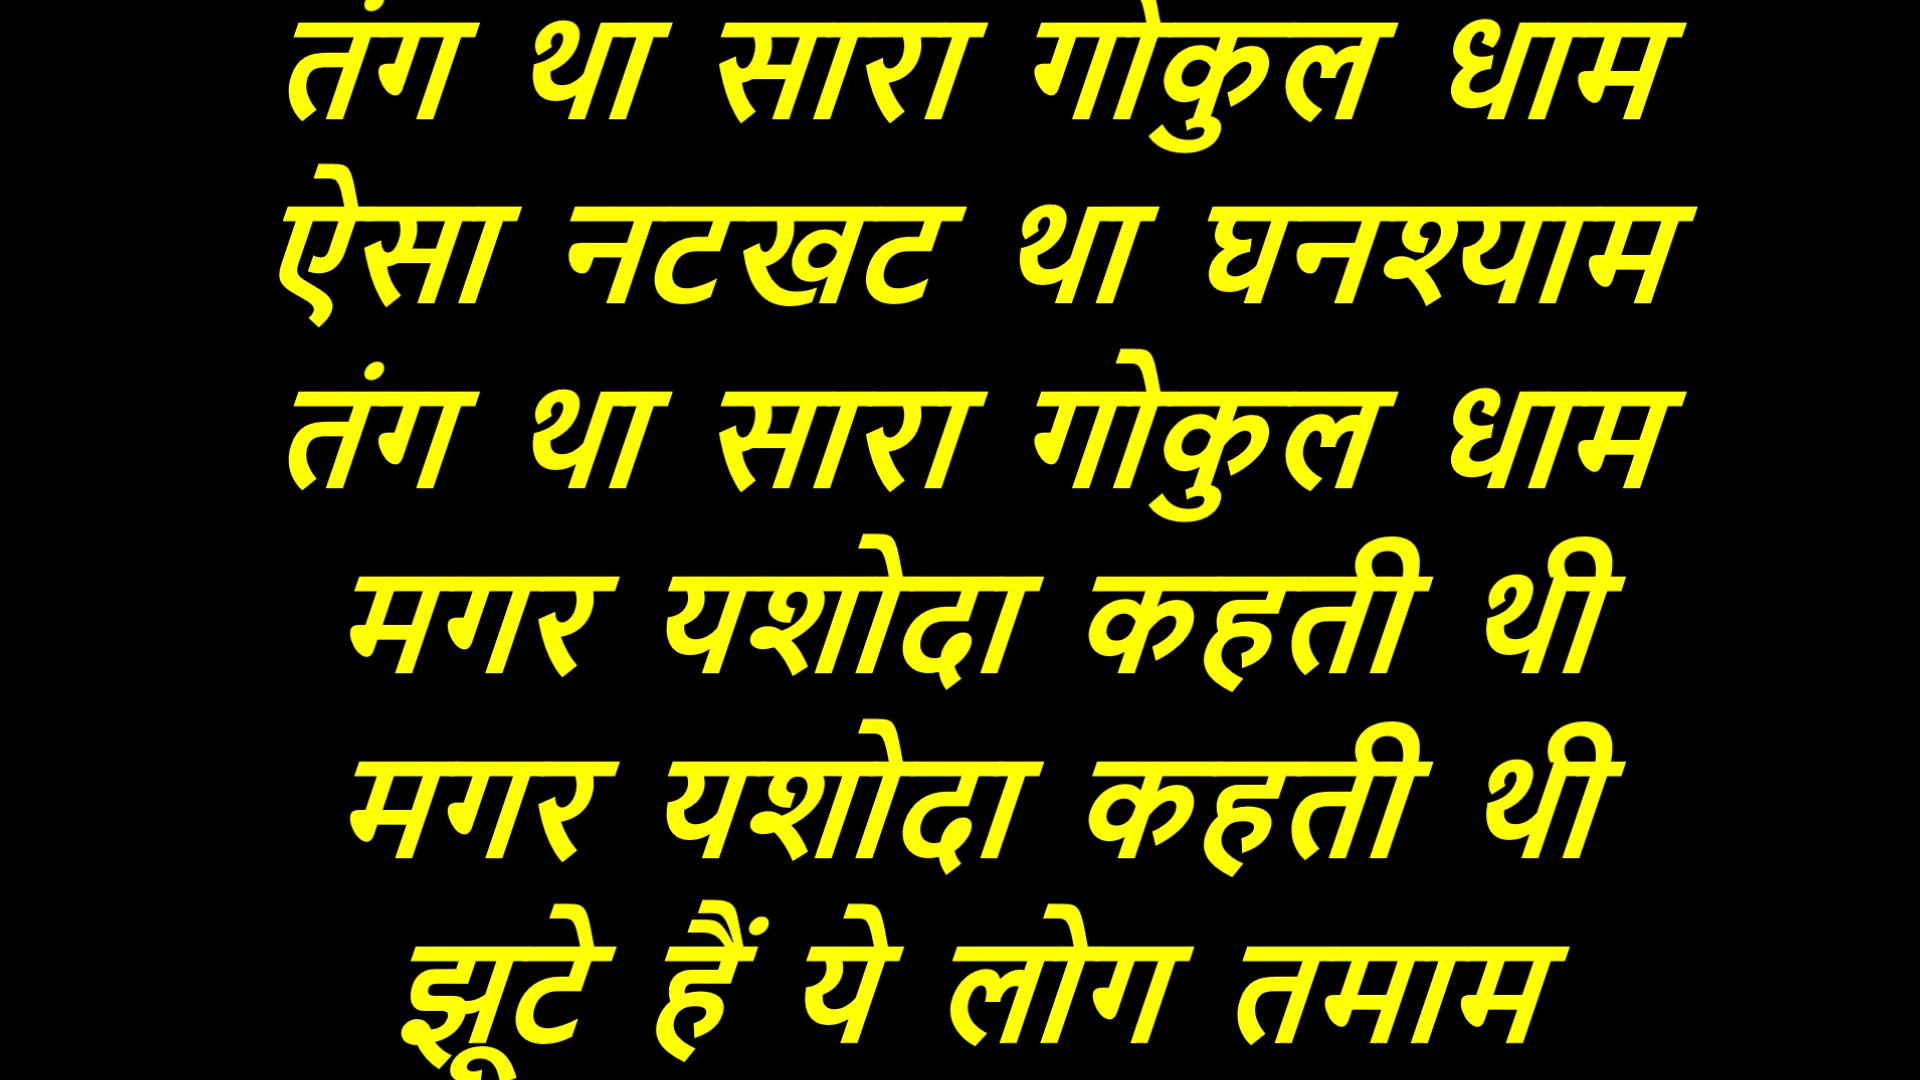 तंग था सारा गोकुल धाम
ऐसा नटखट था घनश्याम
तंग था सारा गोकुल धाम
मगर यशोदा कहती थी
मगर यशोदा कहती थी
झूटे हैं ये लोग तमाम